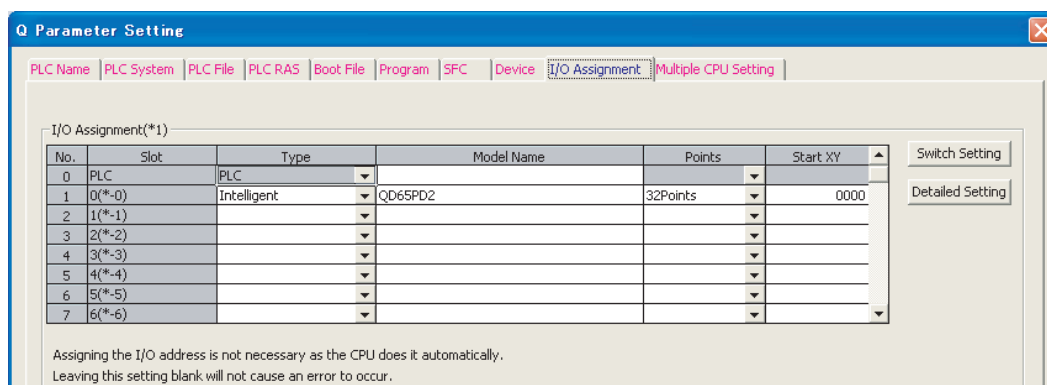 Q Parameter Setting
PLC Name PLC System PLC File PLC RAS Boot File Program SFC Device I/O Assignment Multiple CPU Setting
I/O Assignment(*1)
No. Slot Type Model Name Points Start XY
0 PLC PLC
1 0(*-0) Intelligent QD65PD2 32Points 0000
2 1(*-1)
3 2(*-2)
4 3(*-3)
5 4(*-4)
6 5(*-5)
7 6(*-6)
Switch Setting
Detailed Setting
Assigning the I/O address is not necessary as the CPU does it automatically.
Leaving this setting blank will not cause an error to occur.